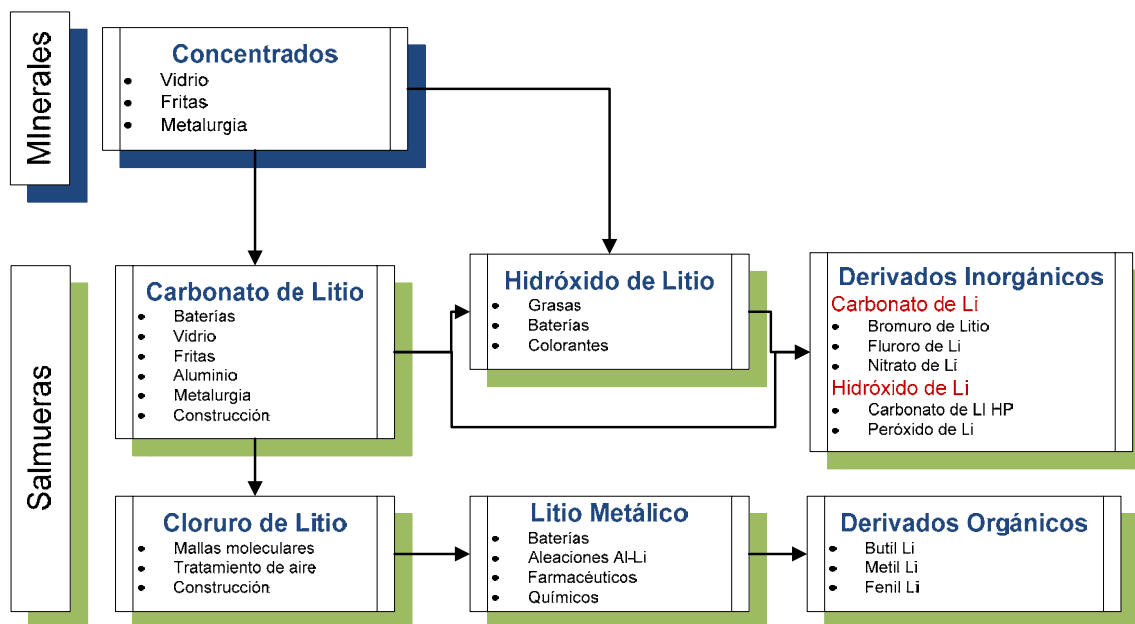 MInerales
Concentrados
Vidrio
Fritas
Metalurgia
Salmueras
Carbonato de Litio
Baterías
Vidrio
Fritas
Aluminio
Metalurgia
Construcción
Hidróxido de Litio
Grasas
Baterías
Colorantes
Derivados Inorgánicos
Carbonato de Li
Bromuro de Litio
Fluroro de Li
Nitrato de Li
Hidróxido de Li
Carbonato de LI HP
Peróxido de Li
Cloruro de Litio
Mallas moleculares
Tratamiento de aire
Construcción
Litio Metálico
Baterías
Aleaciones Al-Li
Farmacéuticos
Químicos
Derivados Orgánicos
Butil Li
Metil Li
Fenil Li